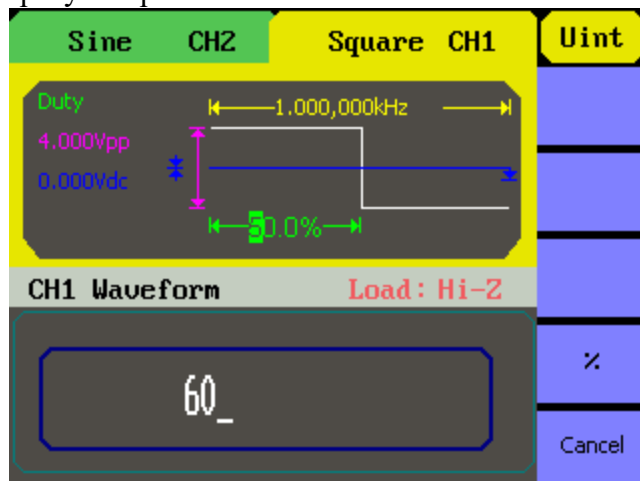 Sine CH2 Square CH1 Uint
Duty
1.000,000kHz
4.000Vpp
0.000Vdc
50.0%
CH1 Waveform Load: Hi-Z
%
60_
Cancel